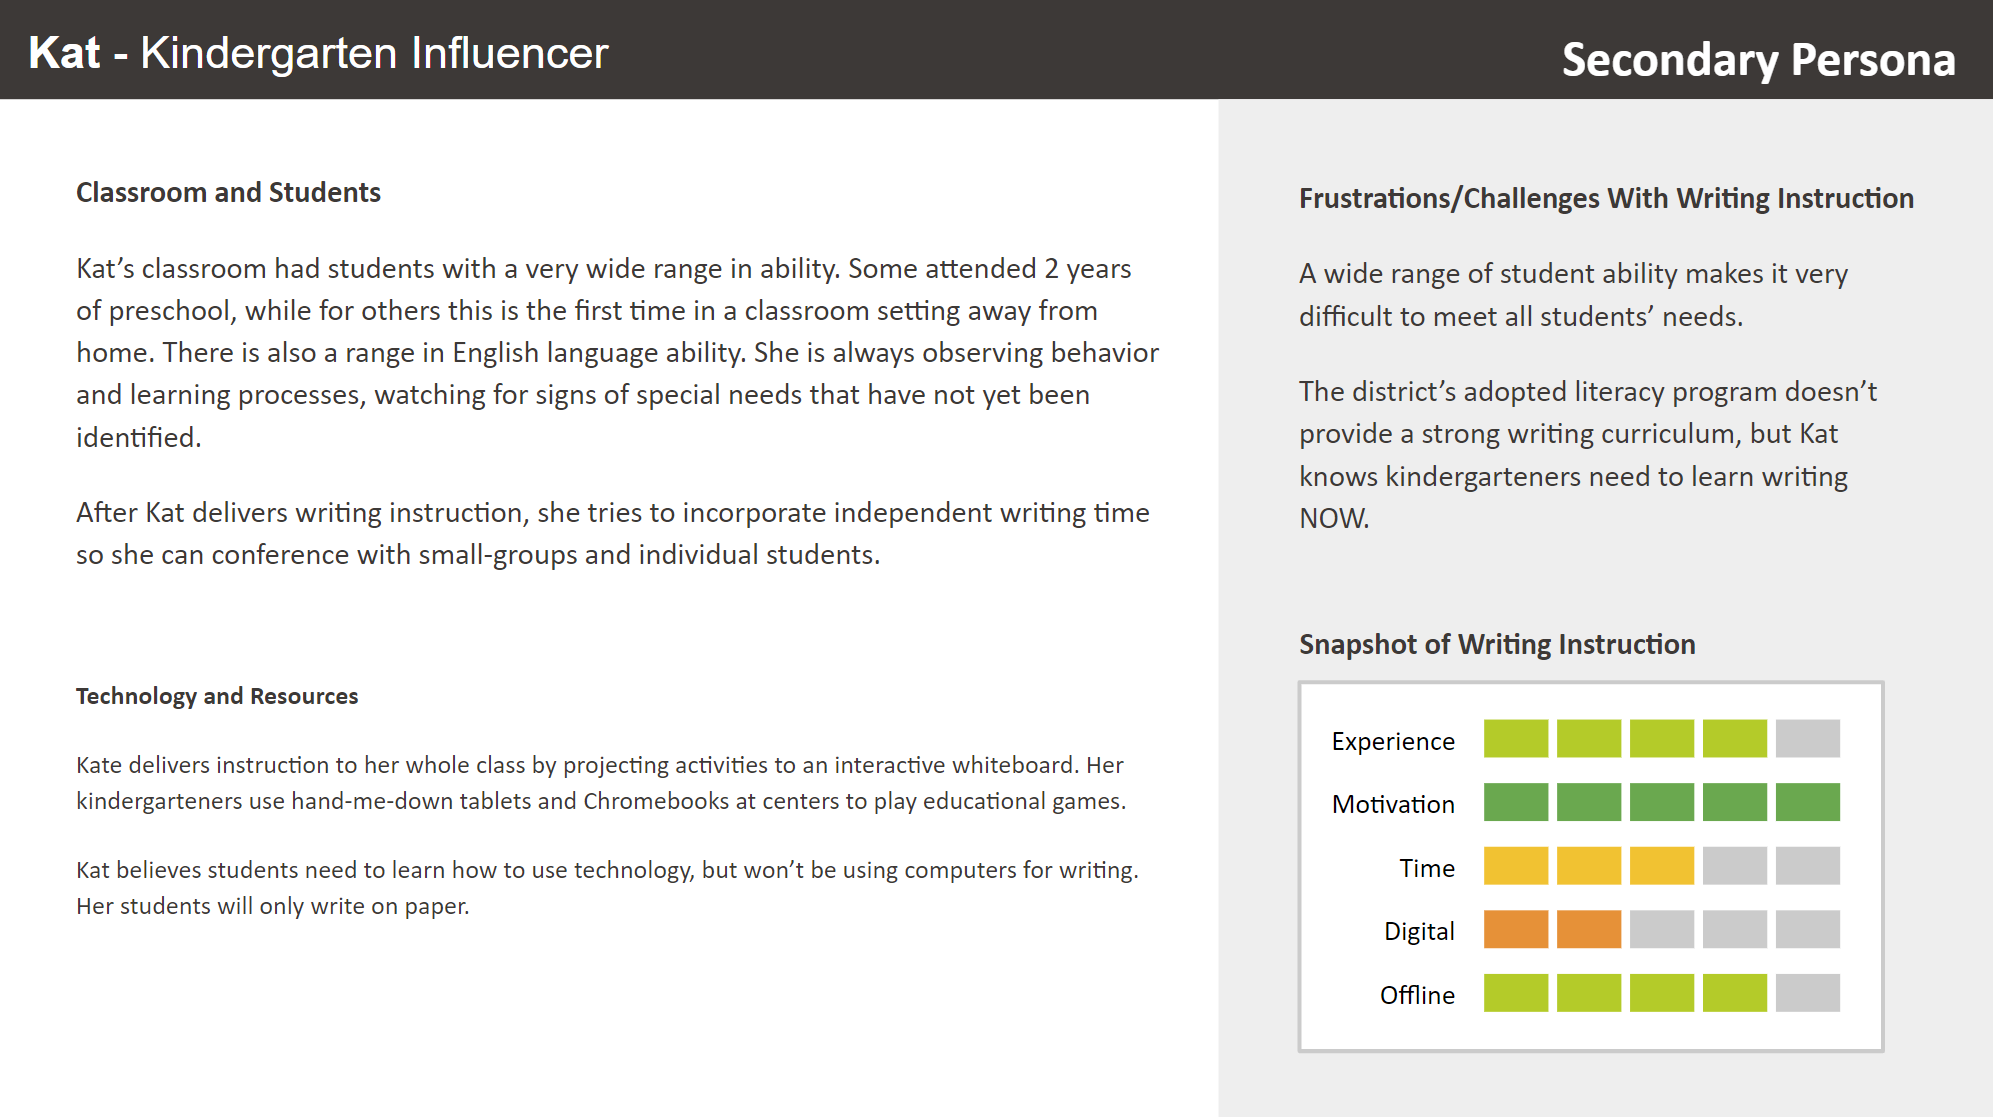 Kat - Kindergarten Influencer
Secondary Persona
Classroom and Students
Kat’s classroom had students with a very wide range in ability. Some attended 2 years
of preschool, while for others this is the first time in a classroom setting away from
home. There is also a range in English language ability. She is always observing behavior
and learning processes, watching for signs of special needs that have not yet been
identified.
After Kat delivers writing instruction, she tries to incorporate independent writing time
so she can conference with small-groups and individual students.
Technology and Resources
Kate delivers instruction to her whole class by projecting activities to an interactive whiteboard. Her
kindergarteners use hand-me-down tablets and Chromebooks at centers to play educational games.
Kat believes students need to learn how to use technology, but won’t be using computers for writing.
Her students will only write on paper.
Frustrations/Challenges With Writing Instruction
A wide range of student ability makes it very
difficult to meet all students’ needs.
The district’s adopted literacy program doesn’t
provide a strong writing curriculum, but Kat
knows kindergarteners need to learn writing
NOW.
Snapshot of Writing Instruction
Experience
Motivation
Time
Digital
Offline